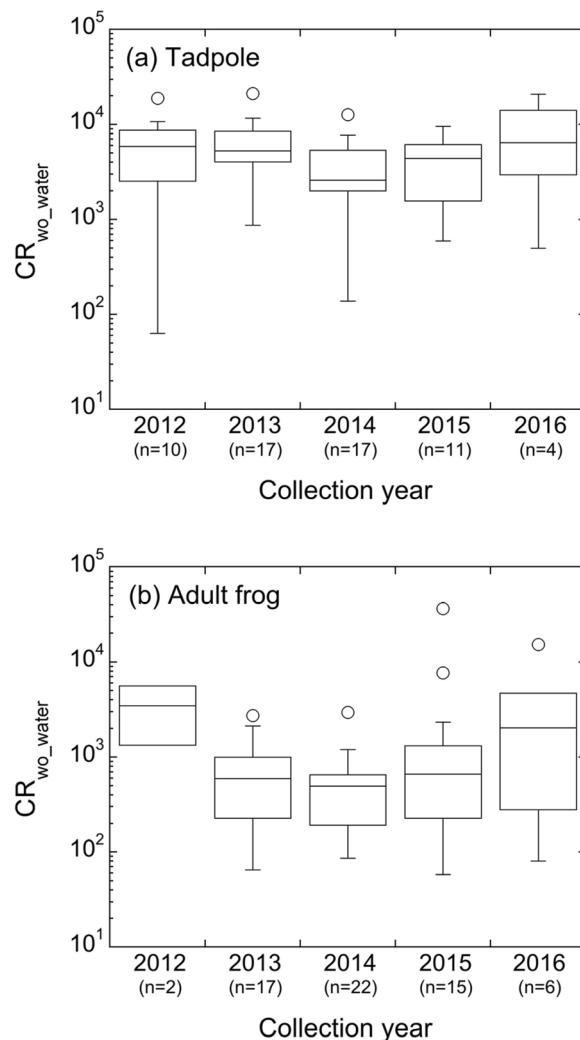 10^5
(a) Tadpole
10^4
10^3
10^2
10^1
CR_wo_water
2012 2013 2014 2015 2016
(n=10) (n=17) (n=17) (n=11) (n=4)
Collection year
10^5
(b) Adult frog
10^4
10^3
10^2
10^1
CR_wo_water
2012 2013 2014 2015 2016
(n=2) (n=17) (n=22) (n=15) (n=6)
Collection year